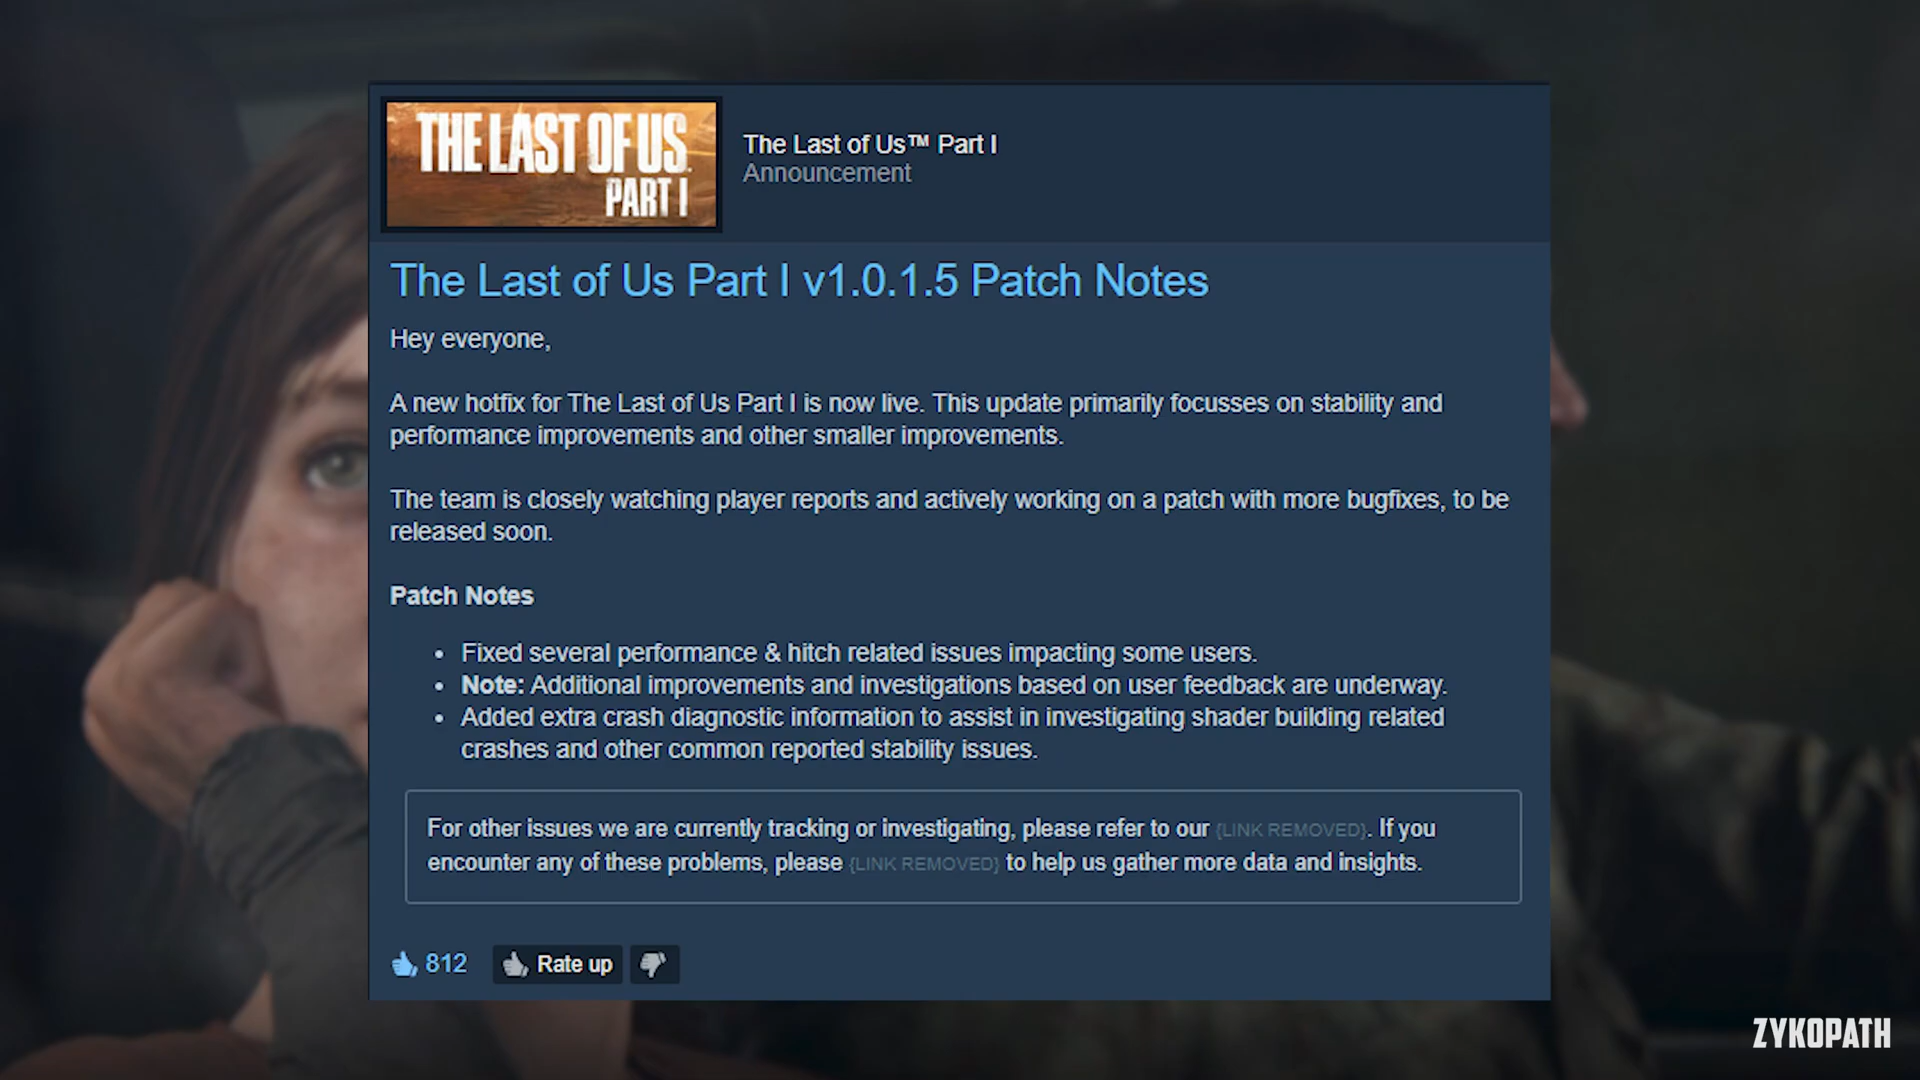 THE LAST OF US
PART I
The Last of Us™ Part I
Announcement
The Last of Us Part I v1.0.1.5 Patch Notes
Hey everyone,
A new hotfix for The Last of Us Part I is now live. This update primarily focusses on stability and
performance improvements and other smaller improvements.
The team is closely watching player reports and actively working on a patch with more bugfixes, to be
released soon.
Patch Notes
• Fixed several performance & hitch related issues impacting some users.
• Note: Additional improvements and investigations based on user feedback are underway.
• Added extra crash diagnostic information to assist in investigating shader building related
crashes and other common reported stability issues.
For other issues we are currently tracking or investigating, please refer to our {LINK REMOVED}. If you
encounter any of these problems, please {LINK REMOVED} to help us gather more data and insights.
812 Rate up
ZYKOPATH